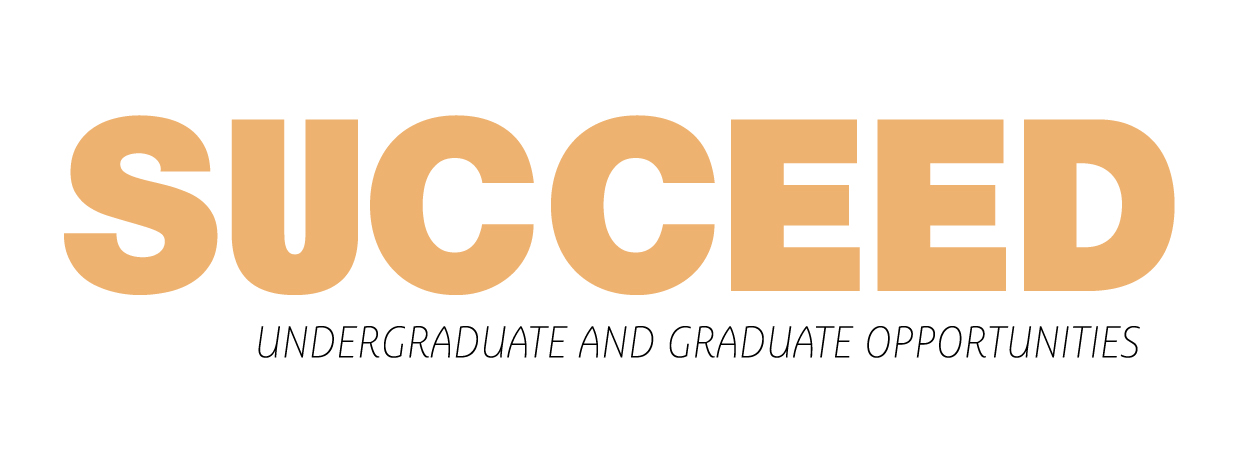 SUCCEED
UNDERGRADUATE AND GRADUATE OPPORTUNITIES